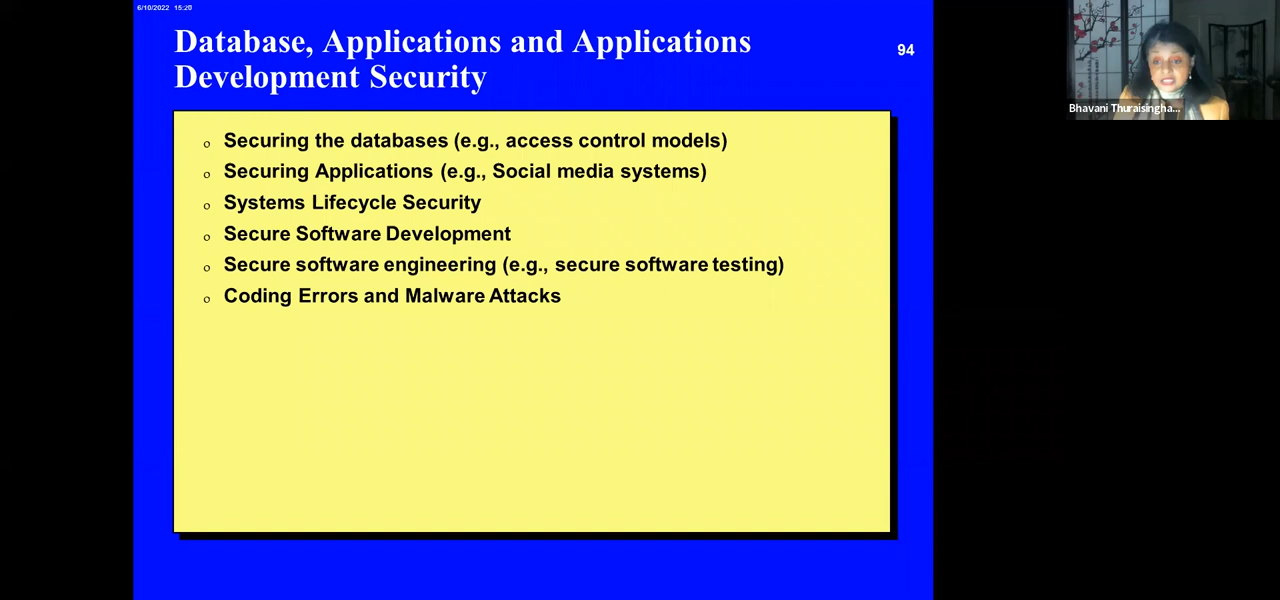 6/10/2022 15:20
Database, Applications and Applications
Development Security
94
o Securing the databases (e.g., access control models)
o Securing Applications (e.g., Social media systems)
o Systems Lifecycle Security
o Secure Software Development
o Secure software engineering (e.g., secure software testing)
o Coding Errors and Malware Attacks
Bhavani Thuraisingha...